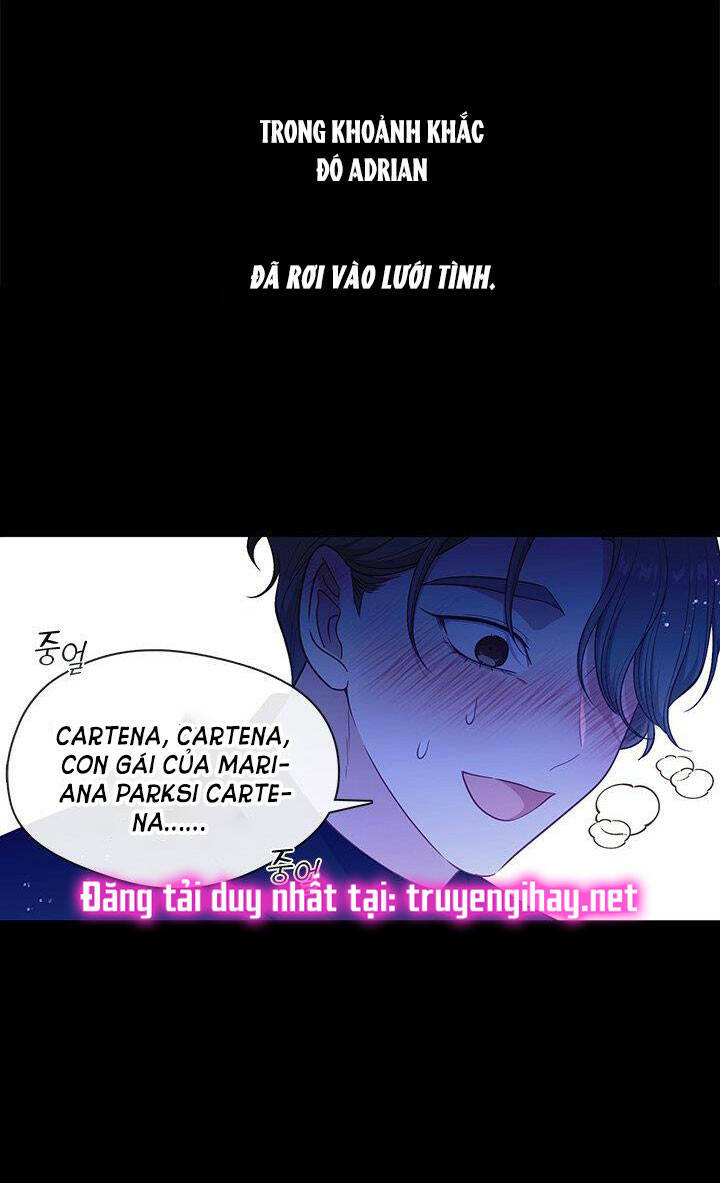 TRONG KHOẢNH KHẮC
ĐÓ ADRIAN
ĐÃ RƠI VÀO LƯỚI TÌNH.
중얼
CARTENA, CARTENA,
CON GÁI CỦA MARI-
ANA PARKSI CARTE-
NA......
중얼
Đăng tải duy nhất tại: truyengihay.net